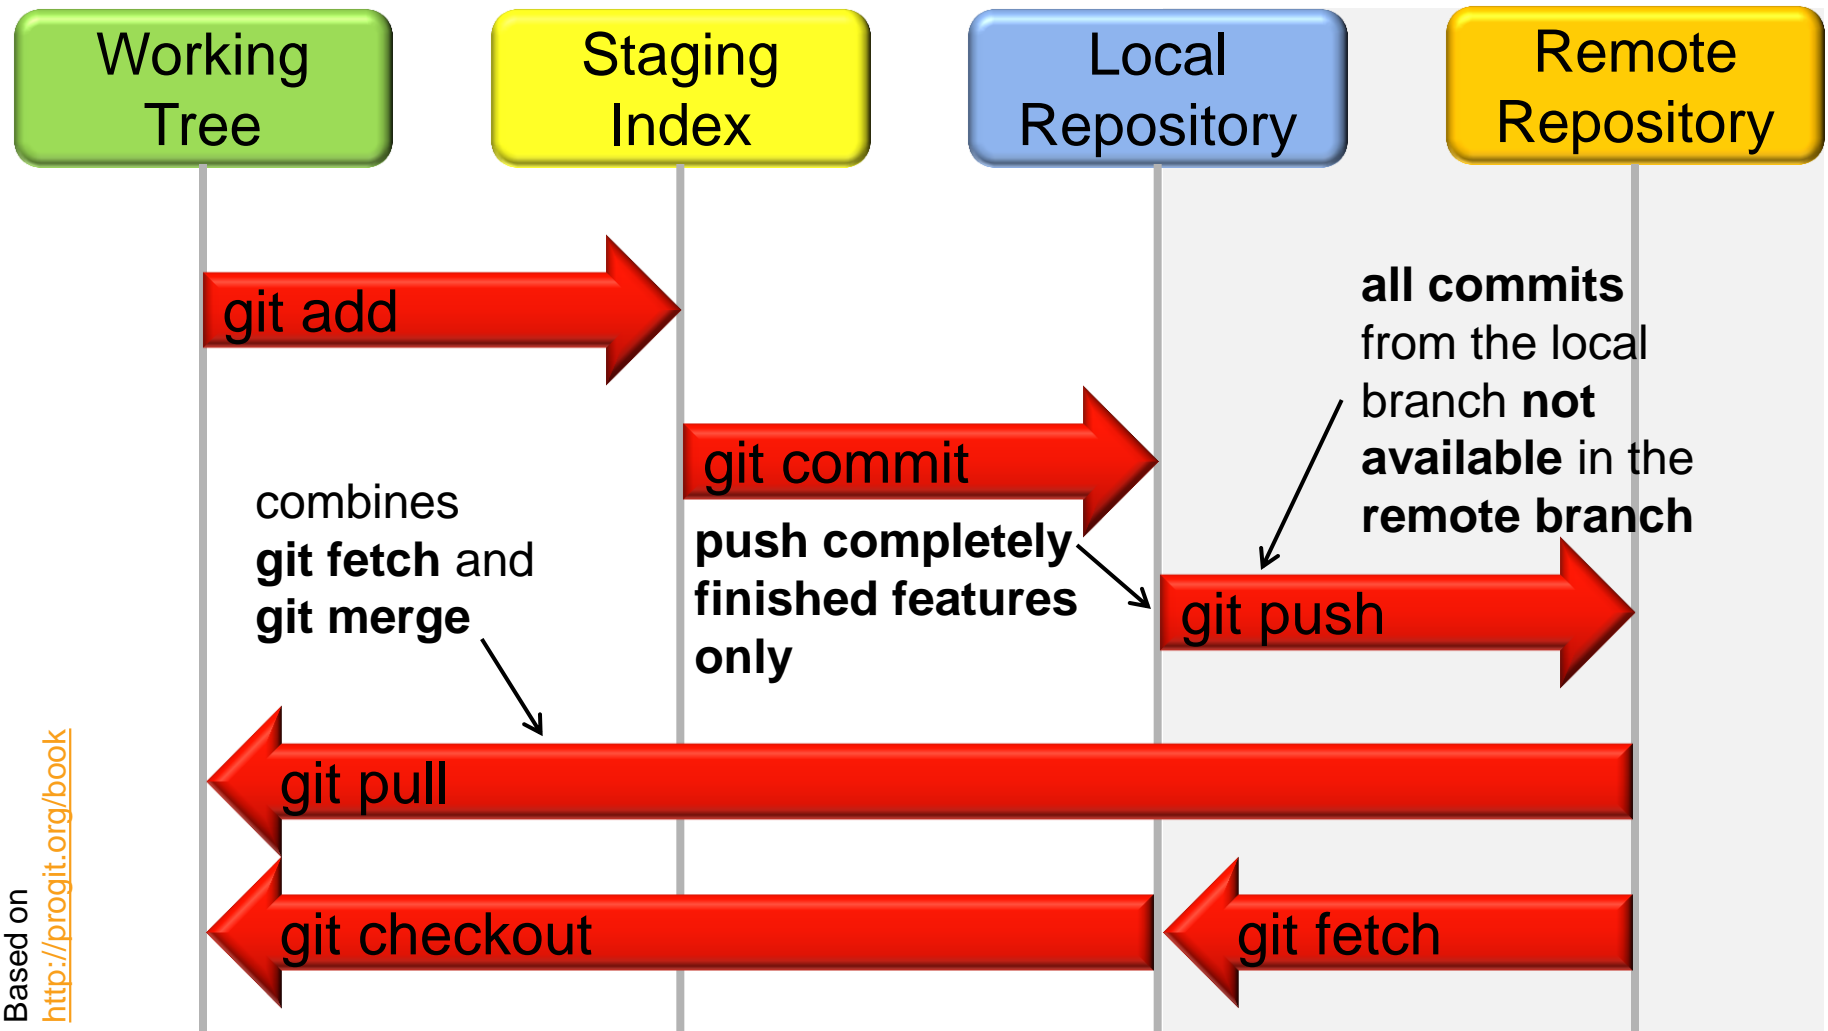 Working
Tree
Staging
Index
Local
Repository
Remote
Repository
git add
all commits
from the local
branch not
available in the
remote branch
git commit
combines
git fetch and
git merge
push completely
finished features
only
git push
git pull
git checkout
git fetch
Based on
http://progit.org/book